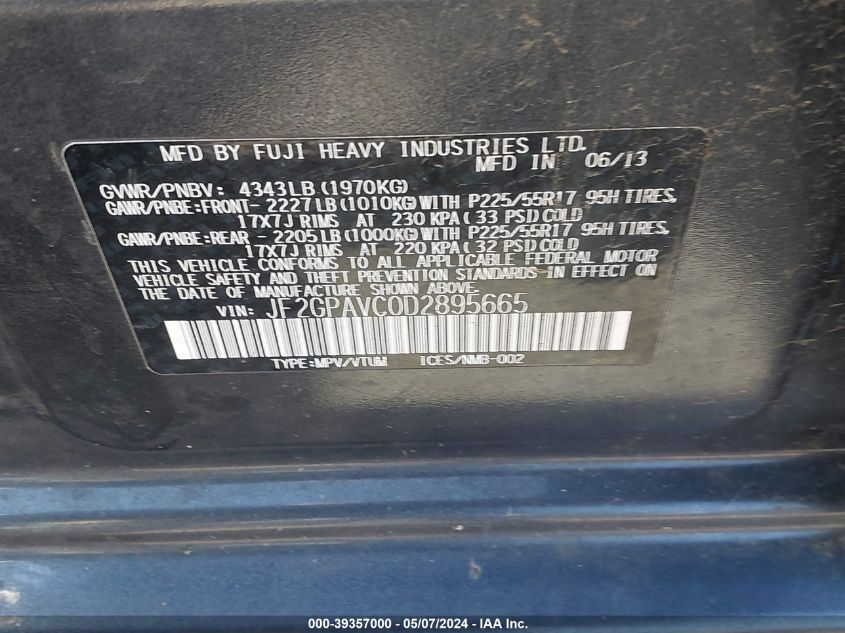 MFD BY FUJI HEAVY INDUSTRIES LTD.
MFD IN 06/13
GVWR/PNBV: 4343LB (1970KG)
GAWR/PNBE:FRONT- 2227LB (1010KG) WITH P225/55R17 95H TIRES,
17X7J RIMS AT 230 KPA ( 33 PSI) COLD
GAWR/PNBE:REAR - 2205LB (1000KG) WITH P225/55R17 95H TIRES,
17X7J RIMS AT 220 KPA ( 32 PSI) COLD
THIS VEHICLE CONFORMS TO ALL APPLICABLE FEDERAL MOTOR
VEHICLE SAFETY AND THEFT PREVENTION STANDARDS IN EFFECT ON
THE DATE OF MANUFACTURE SHOWN ABOVE.
VIN: JF2GPAVC0D2895665
TYPE:MPV/VTUM ICES/NMB-002
000-39357000 - 05/07/2024 - IAA Inc.